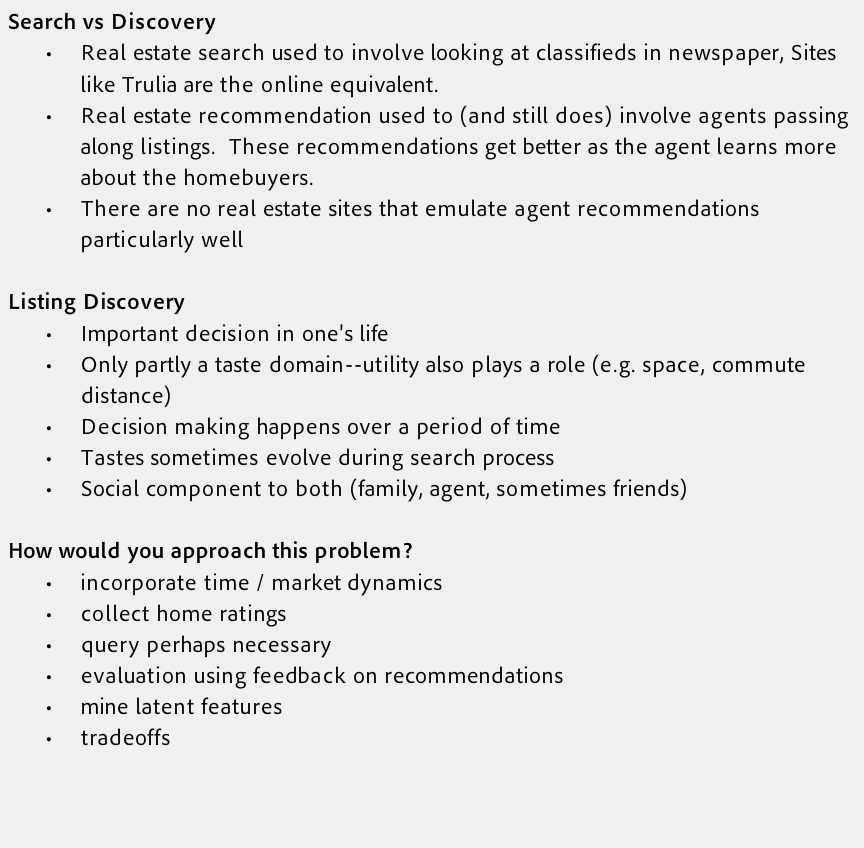 Search vs Discovery
• Real estate search used to involve looking at classifieds in newspaper, Sites
like Trulia are the online equivalent.
• Real estate recommendation used to (and still does) involve agents passing
along listings.  These recommendations get better as the agent learns more
about the homebuyers.
• There are no real estate sites that emulate agent recommendations
particularly well
Listing Discovery
• Important decision in one's life
• Only partly a taste domain--utility also plays a role (e.g. space, commute
distance)
• Decision making happens over a period of time
• Tastes sometimes evolve during search process
• Social component to both (family, agent, sometimes friends)
How would you approach this problem?
• incorporate time / market dynamics
• collect home ratings
• query perhaps necessary
• evaluation using feedback on recommendations
• mine latent features
• tradeoffs